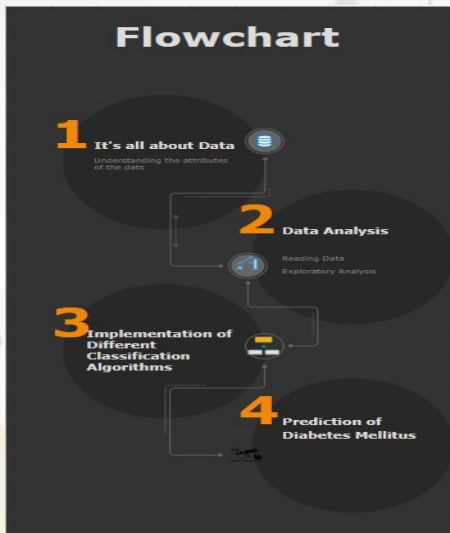 Flowchart
1
It's all about Data
Understanding the attributes
of the data
2
Data Analysis
Reading Data
Exploratory Analysis
3
Implementation of
Different
Classification
Algorithms
4
Prediction of
Diabetes Mellitus